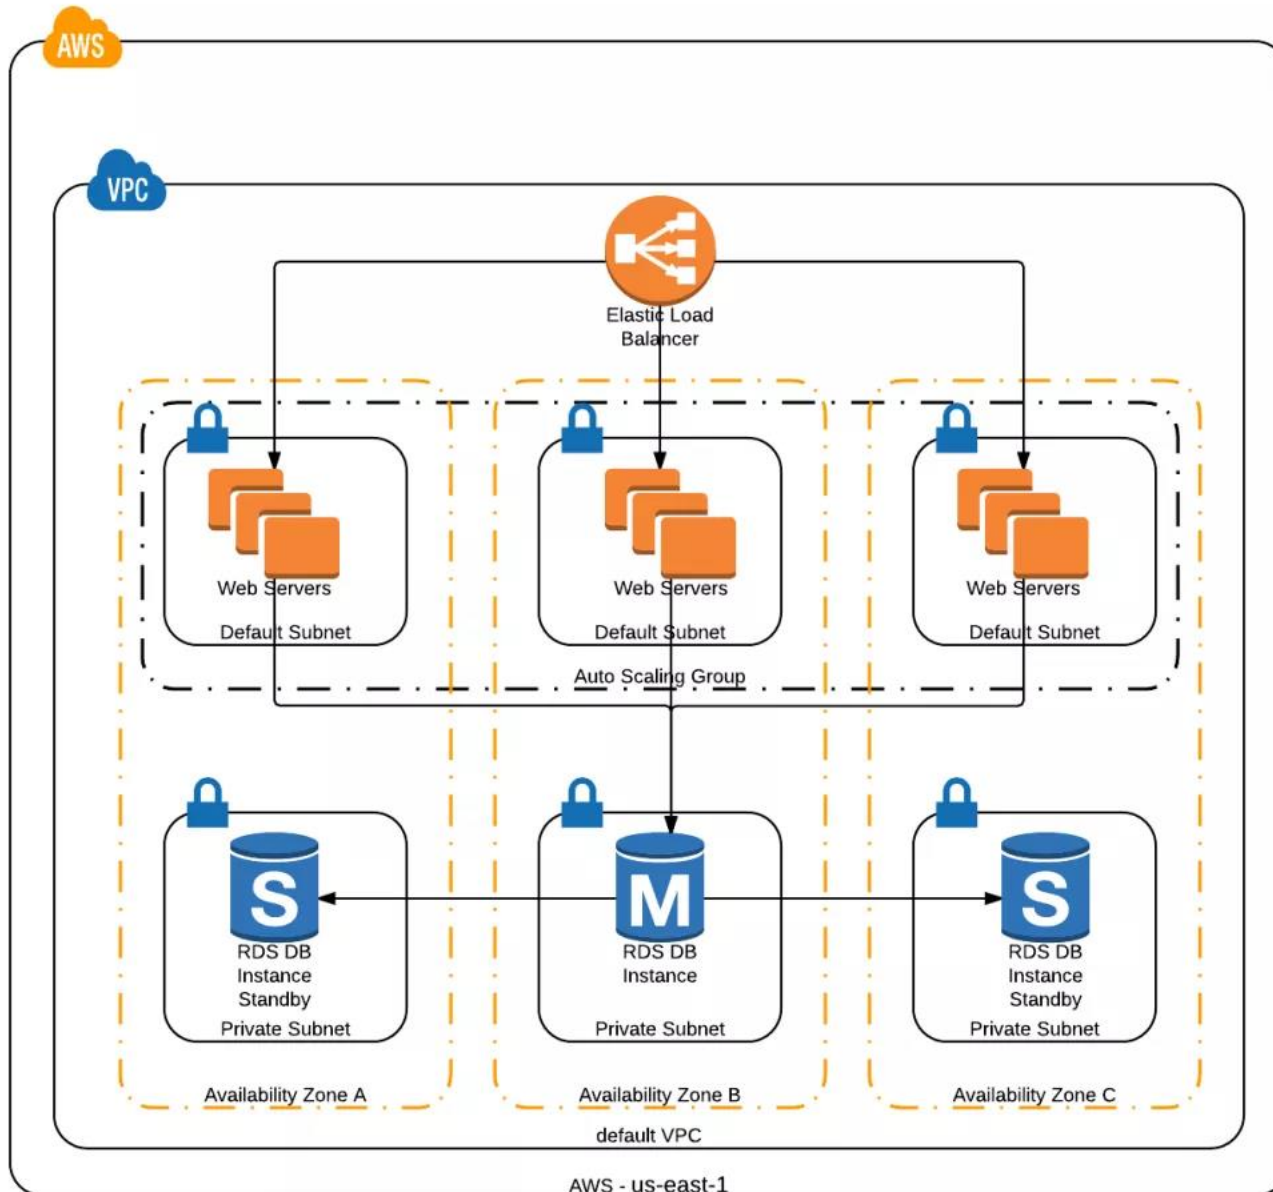 AWS
VPC
Elastic Load
Balancer
Web Servers
Default Subnet
Web Servers
Default Subnet
Web Servers
Default Subnet
Auto Scaling Group
S
RDS DB
Instance
Standby
Private Subnet
M
RDS DB
Instance
Private Subnet
S
RDS DB
Instance
Standby
Private Subnet
Availability Zone A
Availability Zone B
Availability Zone C
default VPC
AWS - us-east-1